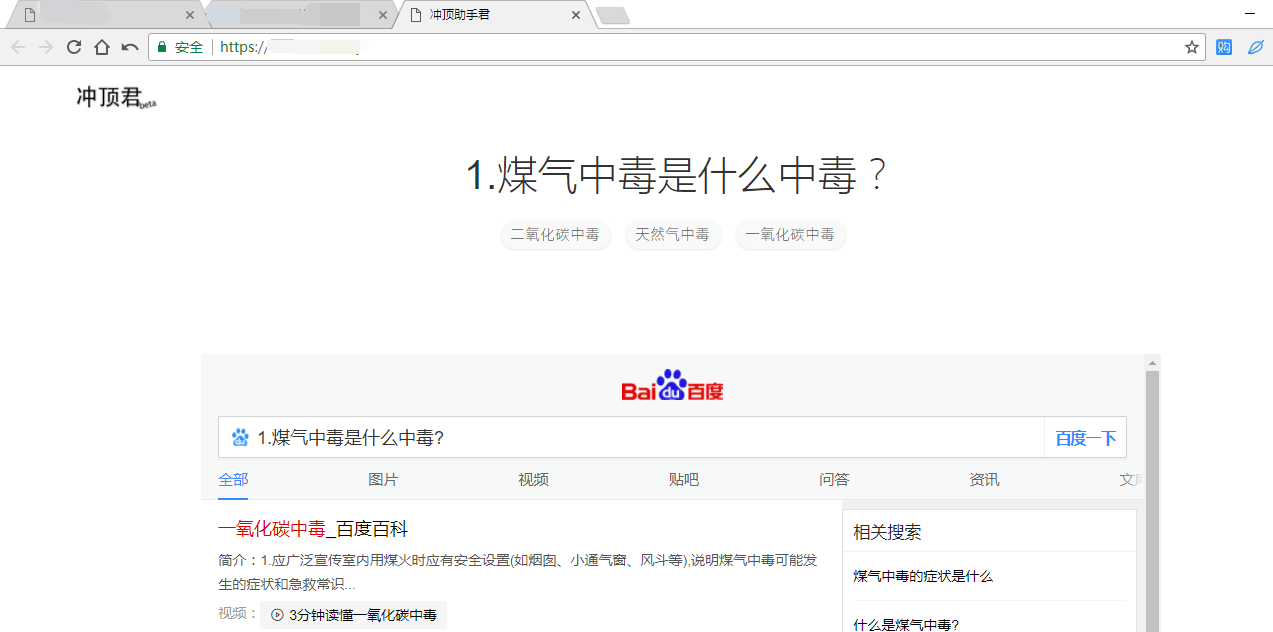 冲顶助手君
安全 https://
冲顶君beta
1.煤气中毒是什么中毒？
二氧化碳中毒 天然气中毒 一氧化碳中毒
Bai du 百度
1.煤气中毒是什么中毒? 百度一下
全部 图片 视频 贴吧 问答 资讯 文
一氧化碳中毒_百度百科
简介：1.应广泛宣传室内用煤火时应有安全设置(如烟囱、小通气窗、风斗等),说明煤气中毒可能发
生的症状和急救常识...
视频： 3分钟读懂一氧化碳中毒
相关搜索
煤气中毒的症状是什么
什么是煤气中毒?